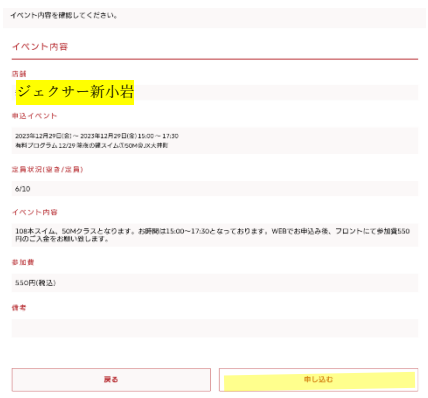 イベント内容を確認してください。
イベント内容
店舗
ジェクサー新小岩
申込イベント
2023年12月29日(金) ~ 2023年12月29日(金) 15:00 ~ 17:30
有料プログラム 12/29 年後の鐘スイム①50M@JX大井町
定員状況(空き/定員)
6/10
イベント内容
108本スイム、50Mクラスとなります。お時間は15:00~17:30となっております。WEBでお申込み後、フロントにて参加費550
円のご入金をお願い致します。
参加費
550円(税込)
備考
戻る
申し込む